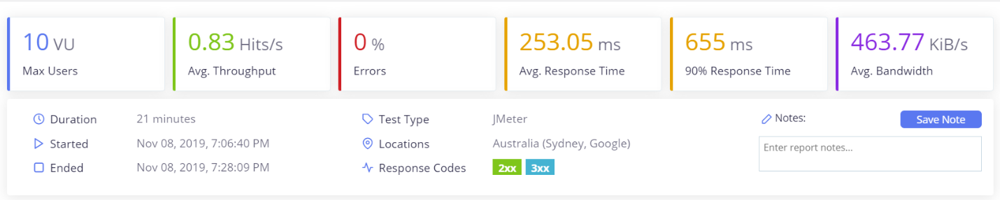 10 VU
Max Users
0.83 Hits/s
Avg. Throughput
0 %
Errors
253.05 ms
Avg. Response Time
655 ms
90% Response Time
463.77 KiB/s
Avg. Bandwidth
Duration 21 minutes
Started Nov 08, 2019, 7:06:40 PM
Ended Nov 08, 2019, 7:28:09 PM
Test Type JMeter
Locations Australia (Sydney, Google)
Response Codes 2xx 3xx
Notes: Save Note
Enter report notes...